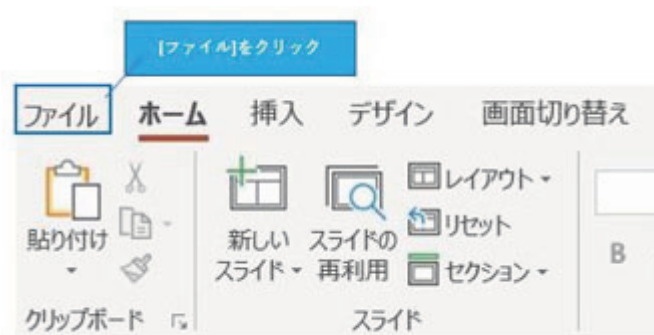 [ファイル]をクリック
ファイル ホーム 挿入 デザイン 画面切り替え
貼り付け
新しい
スライド
スライドの
再利用
レイアウト
リセット
セクション
B
クリップボード
スライド